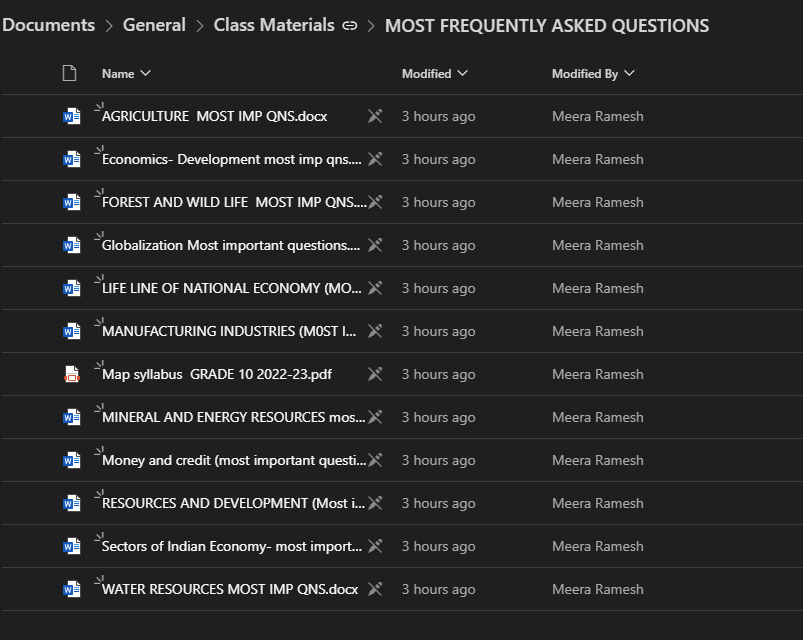 Documents > General > Class Materials > MOST FREQUENTLY ASKED QUESTIONS
Name Modified Modified By
AGRICULTURE MOST IMP QNS.docx 3 hours ago Meera Ramesh
Economics- Development most imp qns.... 3 hours ago Meera Ramesh
FOREST AND WILD LIFE MOST IMP QNS.... 3 hours ago Meera Ramesh
Globalization Most important questions.... 3 hours ago Meera Ramesh
LIFE LINE OF NATIONAL ECONOMY (MO... 3 hours ago Meera Ramesh
MANUFACTURING INDUSTRIES (M0ST I... 3 hours ago Meera Ramesh
Map syllabus GRADE 10 2022-23.pdf 3 hours ago Meera Ramesh
MINERAL AND ENERGY RESOURCES mos... 3 hours ago Meera Ramesh
Money and credit (most important questi... 3 hours ago Meera Ramesh
RESOURCES AND DEVELOPMENT (Most i... 3 hours ago Meera Ramesh
Sectors of Indian Economy- most import... 3 hours ago Meera Ramesh
WATER RESOURCES MOST IMP QNS.docx 3 hours ago Meera Ramesh